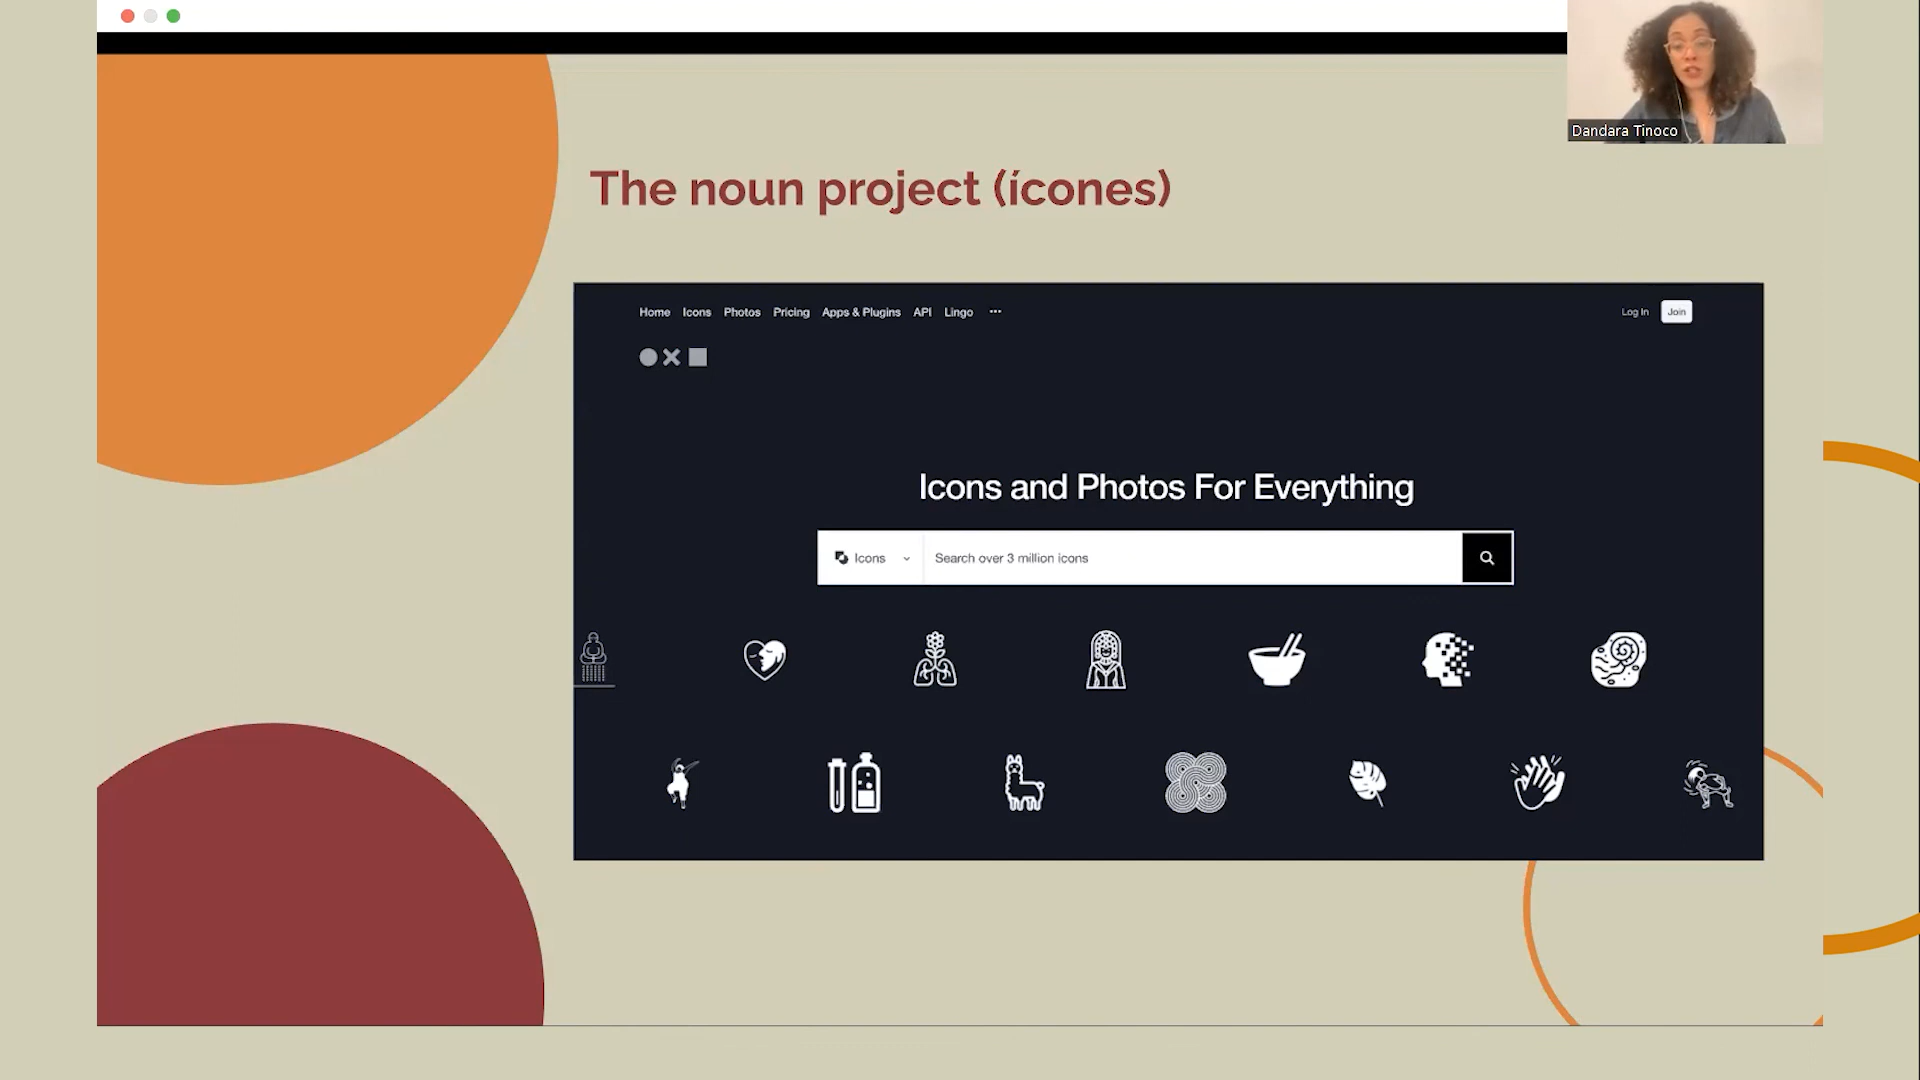 Dandara Tinoco
The noun project (ícones)
Home Icons Photos Pricing Apps & Plugins API Lingo ···
Log In Join
Icons and Photos For Everything
Icons Search over 3 million icons